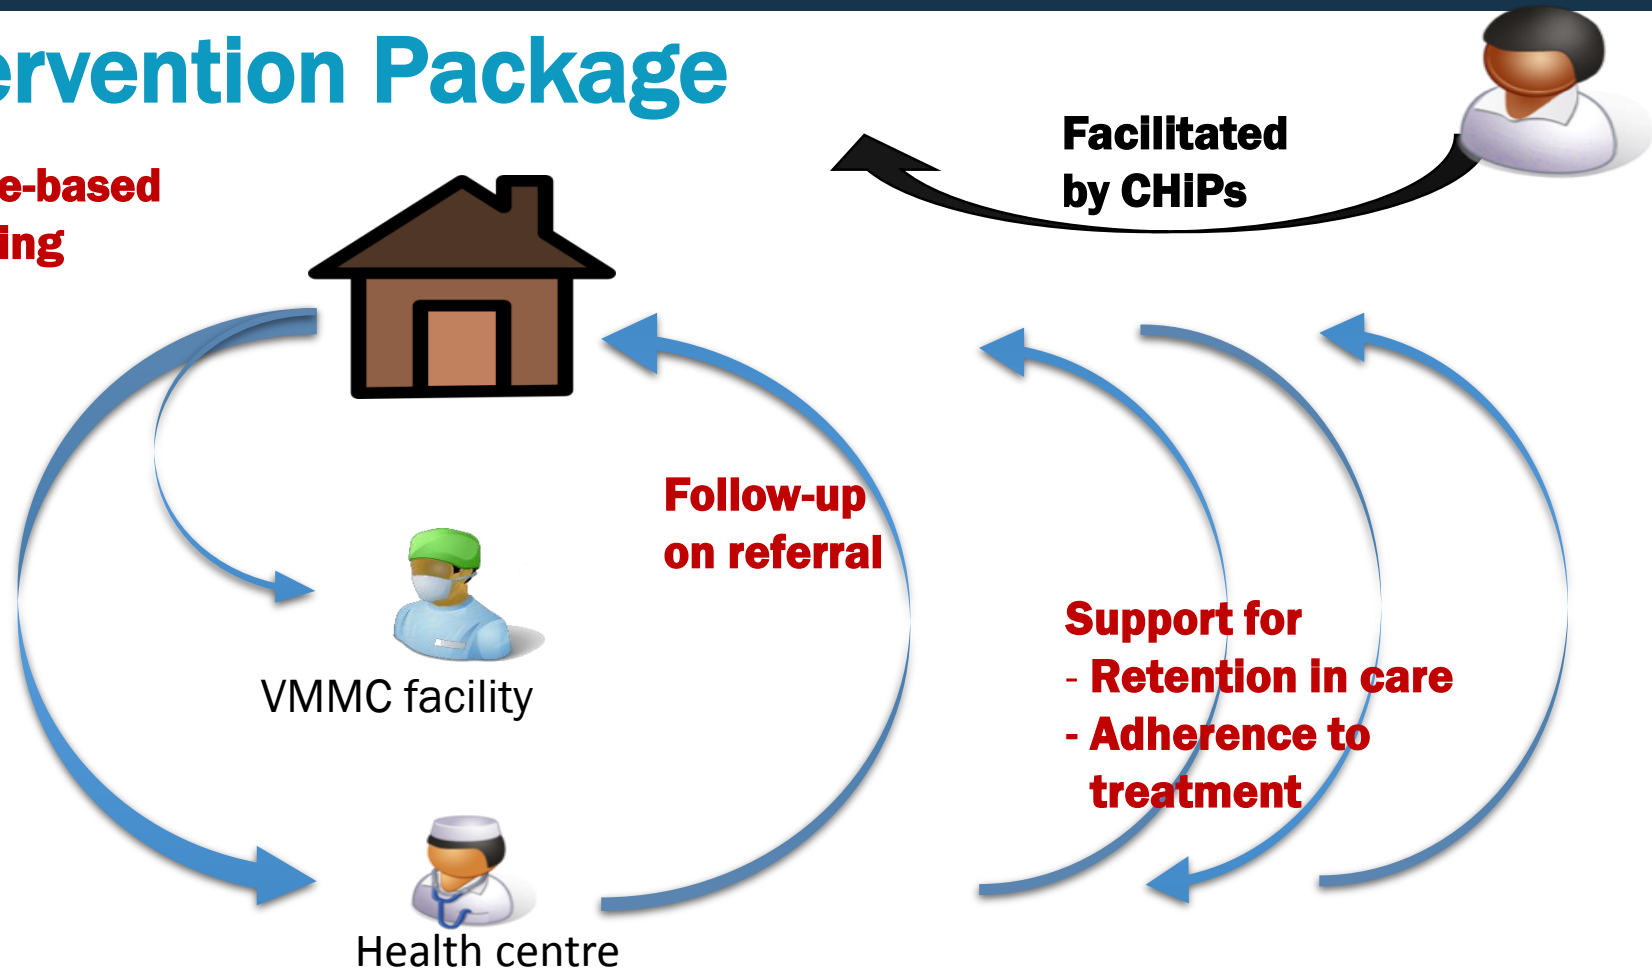 ervention Package
Facilitated
by CHiPs
e-based
ing
Follow-up
on referral
Support for
- Retention in care
- Adherence to
treatment
VMMC facility
Health centre